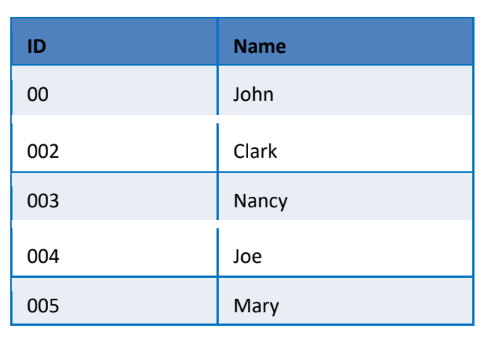 ID Name
00 John
002 Clark
003 Nancy
004 Joe
005 Mary